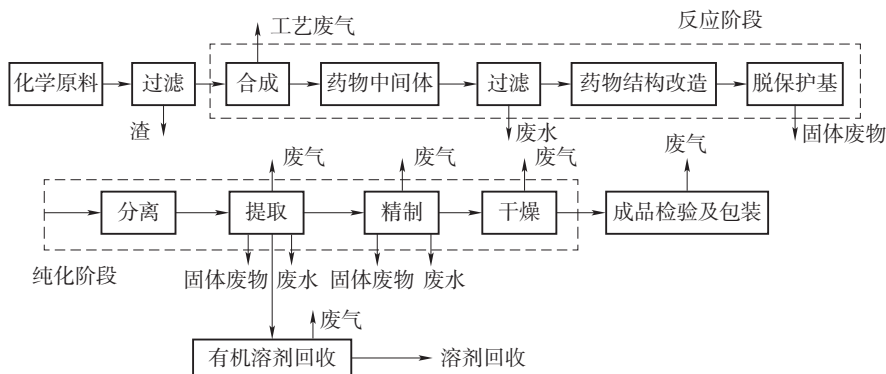 工艺废气
反应阶段
化学原料
过滤
合成
药物中间体
过滤
药物结构改造
脱保护基
渣
废水
固体废物
废气
废气
废气
废气
分离
提取
精制
干燥
成品检验及包装
纯化阶段
固体废物
废水
固体废物
废水
废气
有机溶剂回收
溶剂回收